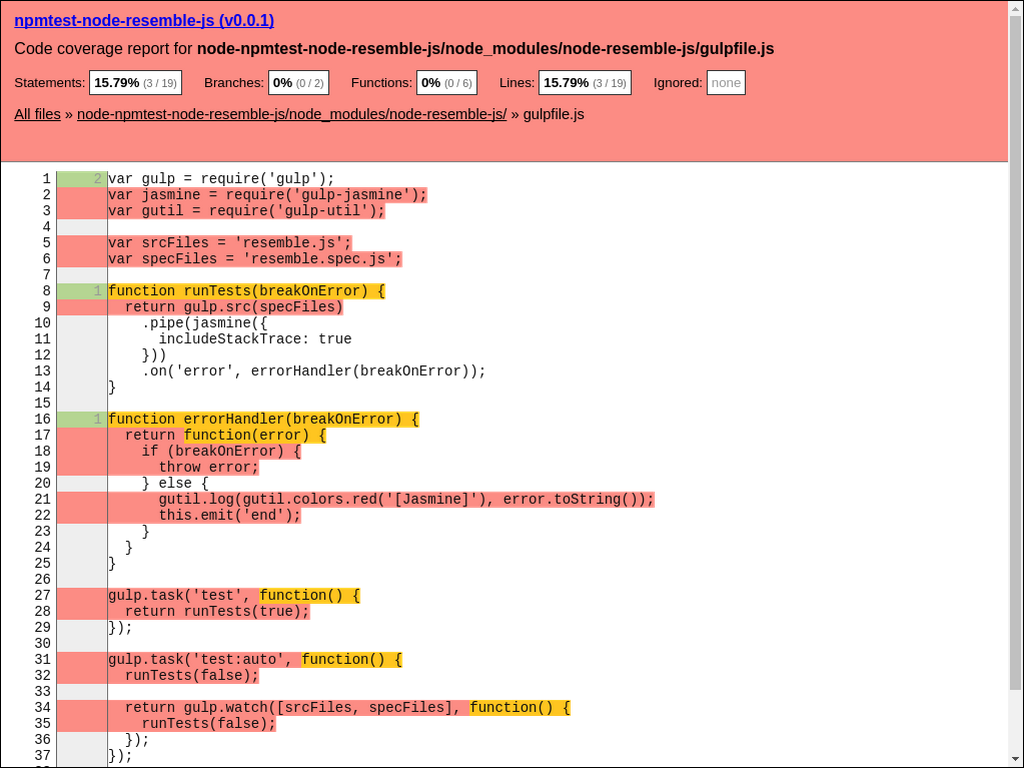 npmtest-node-resemble-js (v0.0.1)
Code coverage report for node-npmtest-node-resemble-js/node_modules/node-resemble-js/gulpfile.js
Statements: 15.79% (3 / 19) Branches: 0% (0 / 2) Functions: 0% (0 / 6) Lines: 15.79% (3 / 19) Ignored: none
All files » node-npmtest-node-resemble-js/node_modules/node-resemble-js/ » gulpfile.js
1 2 var gulp = require('gulp');
2 var jasmine = require('gulp-jasmine');
3 var gutil = require('gulp-util');
4
5 var srcFiles = 'resemble.js';
6 var specFiles = 'resemble.spec.js';
7
8 1 function runTests(breakOnError) {
9   return gulp.src(specFiles)
10     .pipe(jasmine({
11       includeStackTrace: true
12     }))
13     .on('error', errorHandler(breakOnError));
14 }
15
16 1 function errorHandler(breakOnError) {
17   return function(error) {
18     if (breakOnError) {
19       throw error;
20     } else {
21       gutil.log(gutil.colors.red('[Jasmine]'), error.toString());
22       this.emit('end');
23     }
24   }
25 }
26
27 gulp.task('test', function() {
28   return runTests(true);
29 });
30
31 gulp.task('test:auto', function() {
32   runTests(false);
33
34   return gulp.watch([srcFiles, specFiles], function() {
35     runTests(false);
36   });
37 });